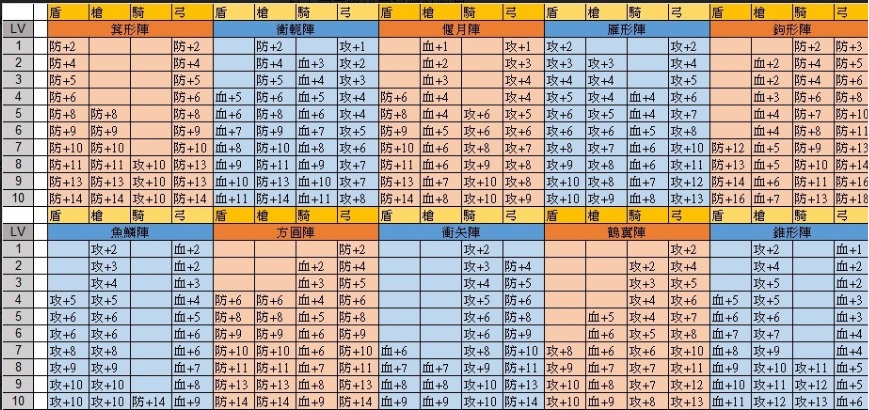 盾 槍 騎 弓 盾 槍 騎 弓 盾 槍 騎 弓 盾 槍 騎 弓 盾 槍 騎 弓
LV 箕形陣 衡軛陣 偃月陣 雁形陣 鉤形陣
1 防+2 防+2 防+2 攻+1 血+1 攻+1 攻+2 攻+2 防+2 防+3
2 防+4 防+4 防+4 血+3 攻+2 血+2 攻+2 攻+3 攻+3 攻+4 血+2 防+4 防+5
3 防+5 防+5 防+5 血+4 攻+3 血+3 攻+4 攻+4 攻+4 攻+5 血+2 防+4 防+6
4 防+6 防+6 血+5 防+6 血+5 攻+4 防+6 血+4 攻+4 攻+5 攻+4 血+4 攻+6 血+3 防+6 防+8
5 防+8 防+8 防+8 血+6 防+8 血+6 攻+4 防+8 血+4 攻+6 攻+5 攻+6 攻+5 血+4 攻+7 血+4 防+7 防+10
6 防+9 防+9 防+9 血+7 防+9 血+7 攻+5 防+9 血+5 攻+6 攻+6 攻+6 攻+6 血+5 攻+8 血+4 防+8 防+11
7 防+10 防+10 防+10 血+8 防+10 血+8 攻+6 防+10 血+6 攻+8 攻+7 攻+8 攻+7 血+6 攻+10 防+12 血+5 防+9 防+13
8 防+11 防+11 攻+10 防+13 血+9 防+11 血+9 攻+7 防+11 血+6 攻+9 攻+8 攻+9 攻+8 血+6 攻+11 防+13 血+5 防+10 防+14
9 防+13 防+13 攻+10 防+13 血+10 防+13 血+10 攻+7 防+13 血+7 攻+10 攻+8 攻+10 攻+8 血+7 攻+12 防+14 血+6 防+11 防+16
10 防+14 防+14 攻+10 防+14 血+11 防+14 血+11 攻+8 防+14 血+8 攻+10 攻+9 攻+10 攻+9 血+8 攻+13 防+16 血+7 防+13 防+18
盾 槍 騎 弓 盾 槍 騎 弓 盾 槍 騎 弓 盾 槍 騎 弓 盾 槍 騎 弓
LV 魚鱗陣 方圓陣 衝矢陣 鶴翼陣 錐形陣
1 攻+2 血+2 防+2 攻+2 攻+2 攻+2 血+1
2 攻+3 血+2 血+2 防+4 攻+3 防+4 攻+2 攻+4 攻+4 血+2
3 攻+4 血+3 血+3 防+5 攻+4 防+5 攻+3 攻+5 攻+4 血+2
4 攻+5 攻+5 血+4 防+6 防+6 血+4 防+6 攻+5 防+6 攻+4 攻+6 血+5 攻+5 血+3
5 攻+6 攻+6 血+5 防+8 防+8 血+5 防+8 攻+6 防+8 血+5 攻+4 攻+7 血+6 攻+6 血+3
6 攻+6 攻+6 血+6 防+9 防+9 血+6 防+9 攻+6 防+9 血+6 攻+5 攻+8 血+7 攻+7 血+4
7 攻+6 攻+8 血+6 防+10 防+10 血+6 防+10 血+6 攻+8 防+10 攻+8 血+6 攻+6 攻+10 血+8 攻+9 血+4
8 攻+9 攻+9 血+7 防+11 防+11 血+7 防+11 血+7 血+7 攻+9 防+11 攻+9 血+7 攻+7 攻+11 血+9 攻+10 攻+11 血+5
9 攻+10 攻+10 血+8 防+13 防+13 血+8 防+13 血+8 血+8 攻+10 防+13 攻+10 血+8 攻+7 攻+12 血+10 攻+11 攻+12 血+5
10 攻+10 攻+10 防+14 血+9 防+14 防+14 血+9 防+14 血+9 血+9 攻+10 防+14 攻+10 血+9 攻+8 攻+13 血+11 攻+12 攻+13 血+6